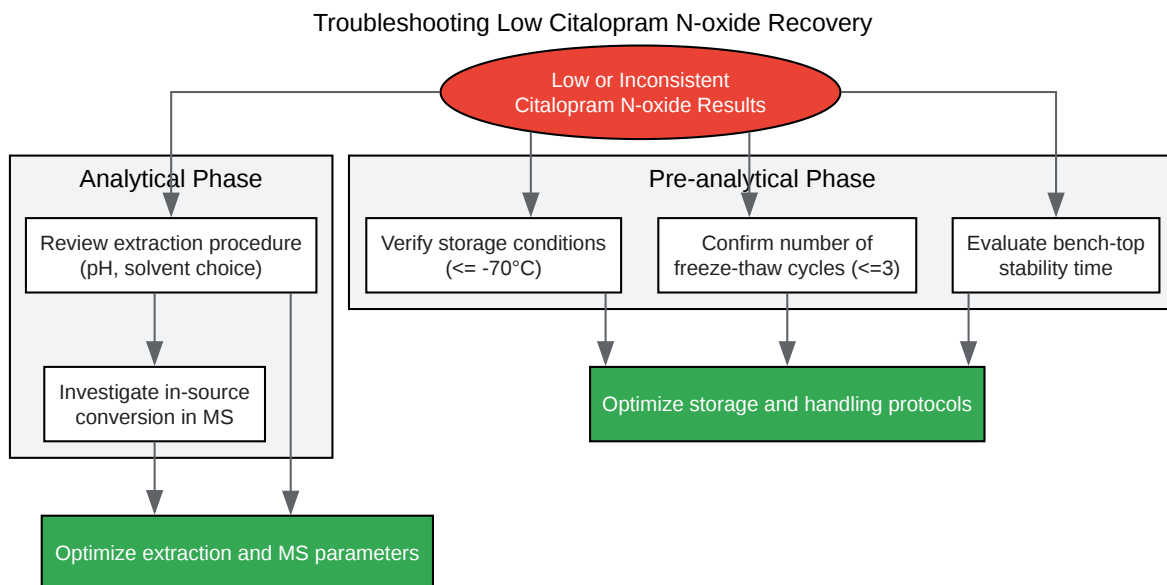 Troubleshooting Low Citalopram N-oxide Recovery
Low or Inconsistent
Citalopram N-oxide Results
Analytical Phase
Review extraction procedure
(pH, solvent choice)
Investigate in-source
conversion in MS
Optimize extraction and MS parameters
Pre-analytical Phase
Verify storage conditions
(<= -70°C)
Confirm number of
freeze-thaw cycles (<=3)
Evaluate bench-top
stability time
Optimize storage and handling protocols